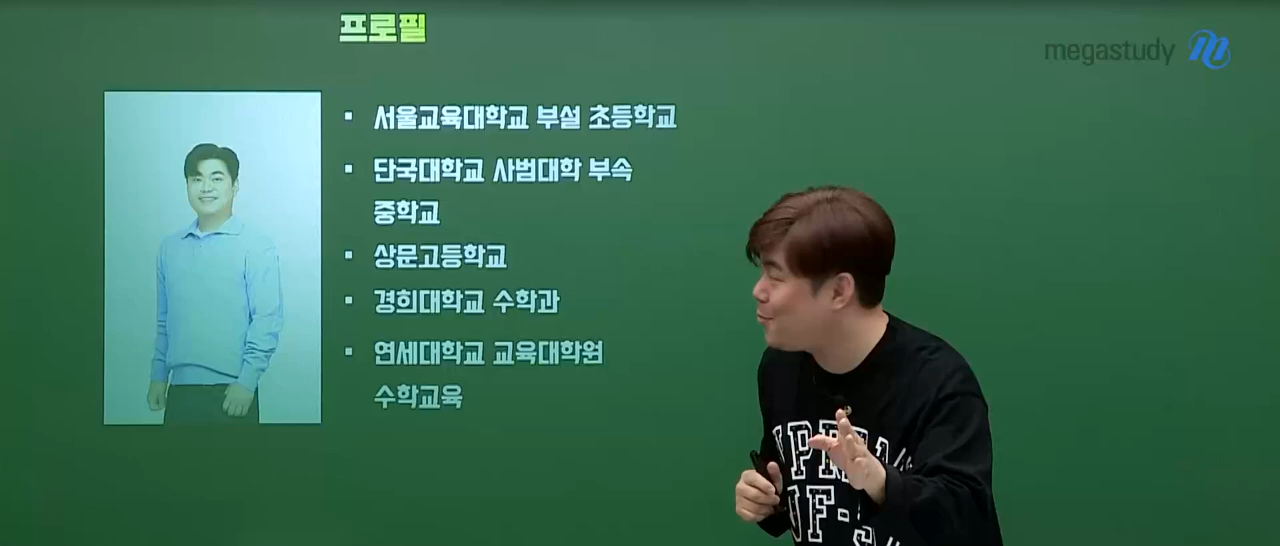 프로필
megastudy
▪ 서울교육대학교 부설 초등학교
▪ 단국대학교 사범대학 부속
중학교
▪ 상문고등학교
▪ 경희대학교 수학과
▪ 연세대학교 교육대학원
수학교육